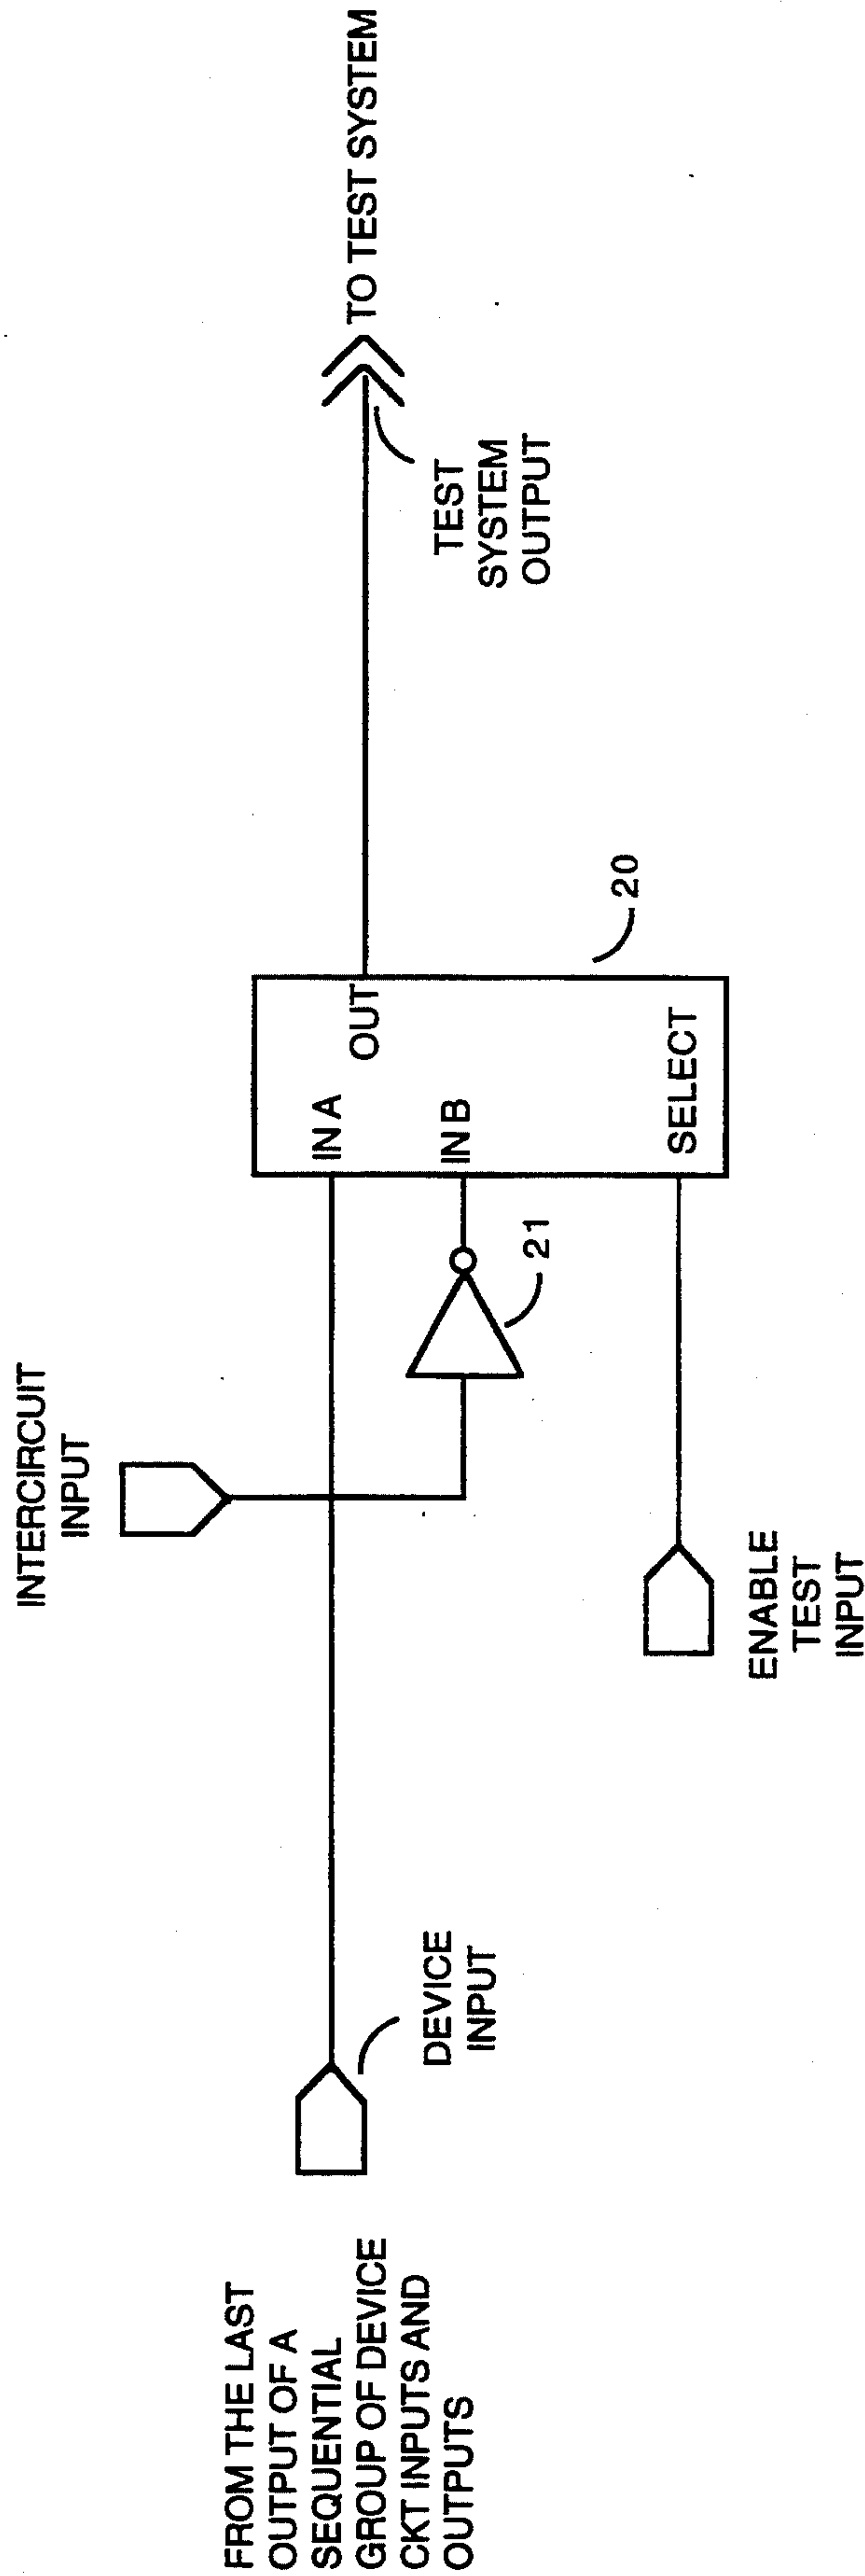 INTERCIRCUIT
INPUT
FROM THE LAST
OUTPUT OF A
SEQUENTIAL
GROUP OF DEVICE
CKT INPUTS AND
OUTPUTS
DEVICE
INPUT
IN A
OUT
IN B
SELECT
21
20
ENABLE
TEST
INPUT
TEST
SYSTEM
OUTPUT
TO TEST SYSTEM